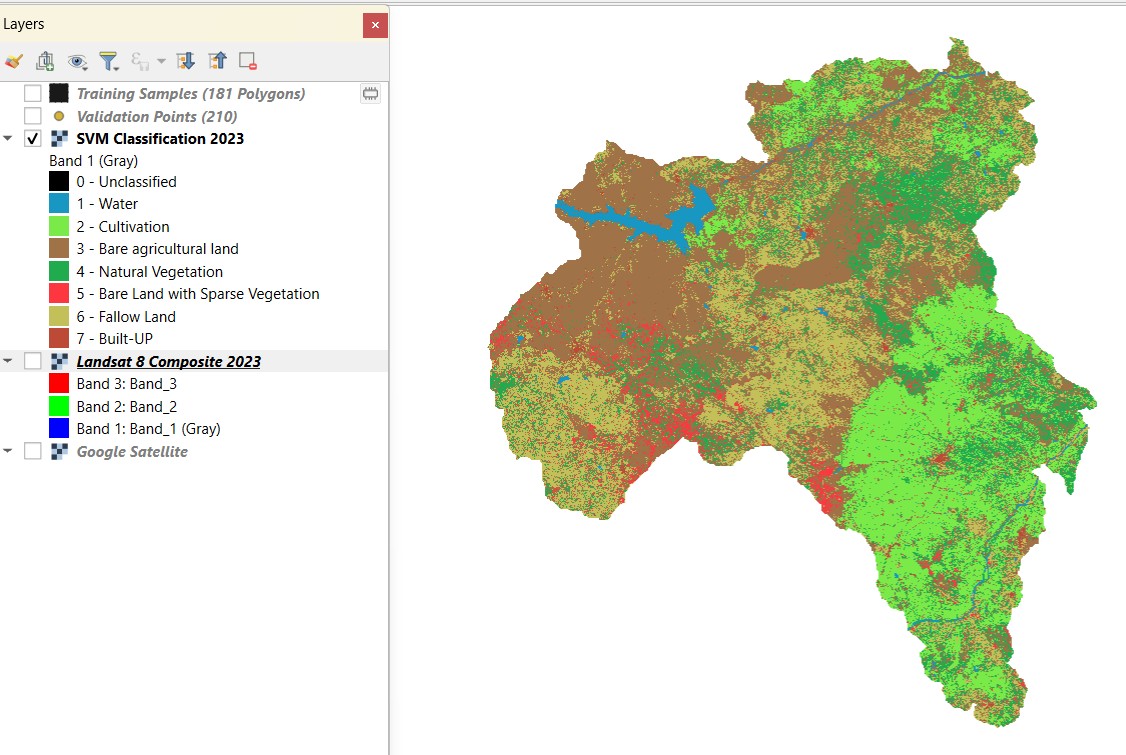 Layers
Training Samples (181 Polygons)
Validation Points (210)
SVM Classification 2023
Band 1 (Gray)
0 - Unclassified
1 - Water
2 - Cultivation
3 - Bare agricultural land
4 - Natural Vegetation
5 - Bare Land with Sparse Vegetation
6 - Fallow Land
7 - Built-UP
Landsat 8 Composite 2023
Band 3: Band_3
Band 2: Band_2
Band 1: Band_1 (Gray)
Google Satellite